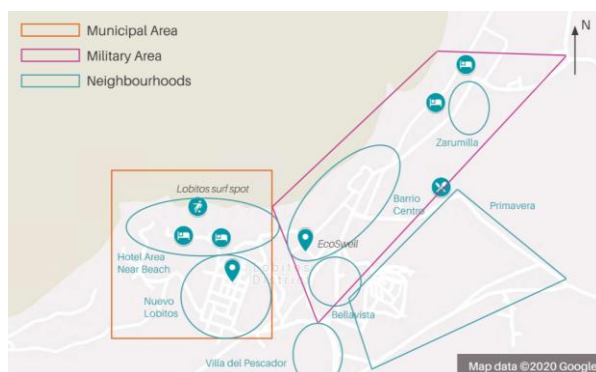 Municipal Area
Military Area
Neighbourhoods
N
Zarumilla
Lobitos surf spot
Barrio
Centro
Primavera
EcoSwell
Hotel Area
Near Beach
Lobitos
Nuevo
Lobitos
Bellavista
Villa del Pescador
Map data ©2020 Google